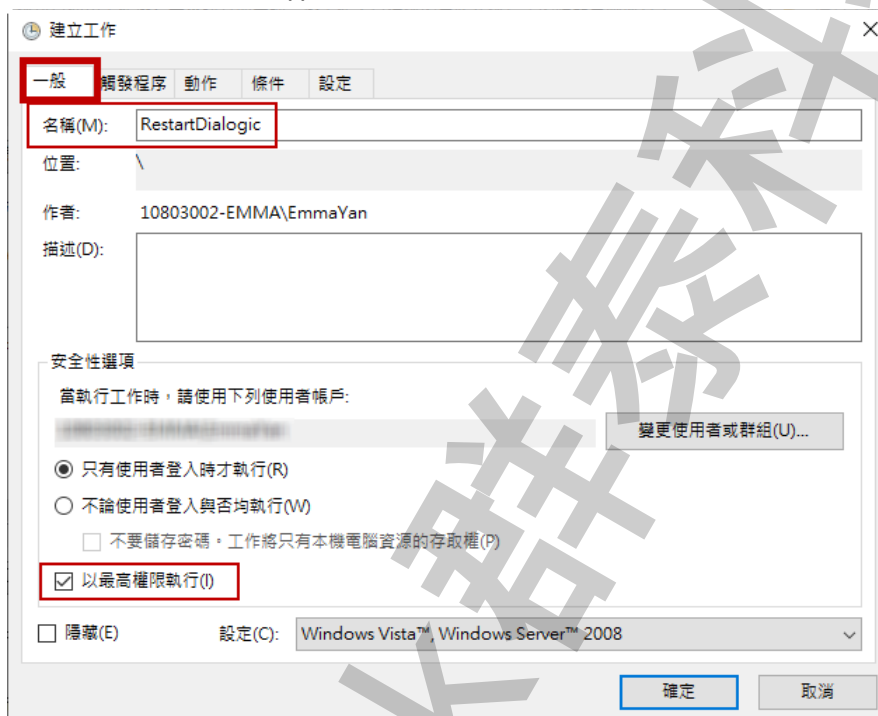 建立工作
一般 觸發程序 動作 條件 設定
名稱(M): RestartDialogic
位置: \
作者: 10803002-EMMA\EmmaYan
描述(D):
安全性選項
當執行工作時，請使用下列使用者帳戶:
變更使用者或群組(U)...
只有使用者登入時才執行(R)
不論使用者登入與否均執行(W)
不要儲存密碼。工作將只有本機電腦資源的存取權(P)
以最高權限執行(I)
隱藏(E) 設定(C): Windows Vista™, Windows Server™ 2008
確定 取消